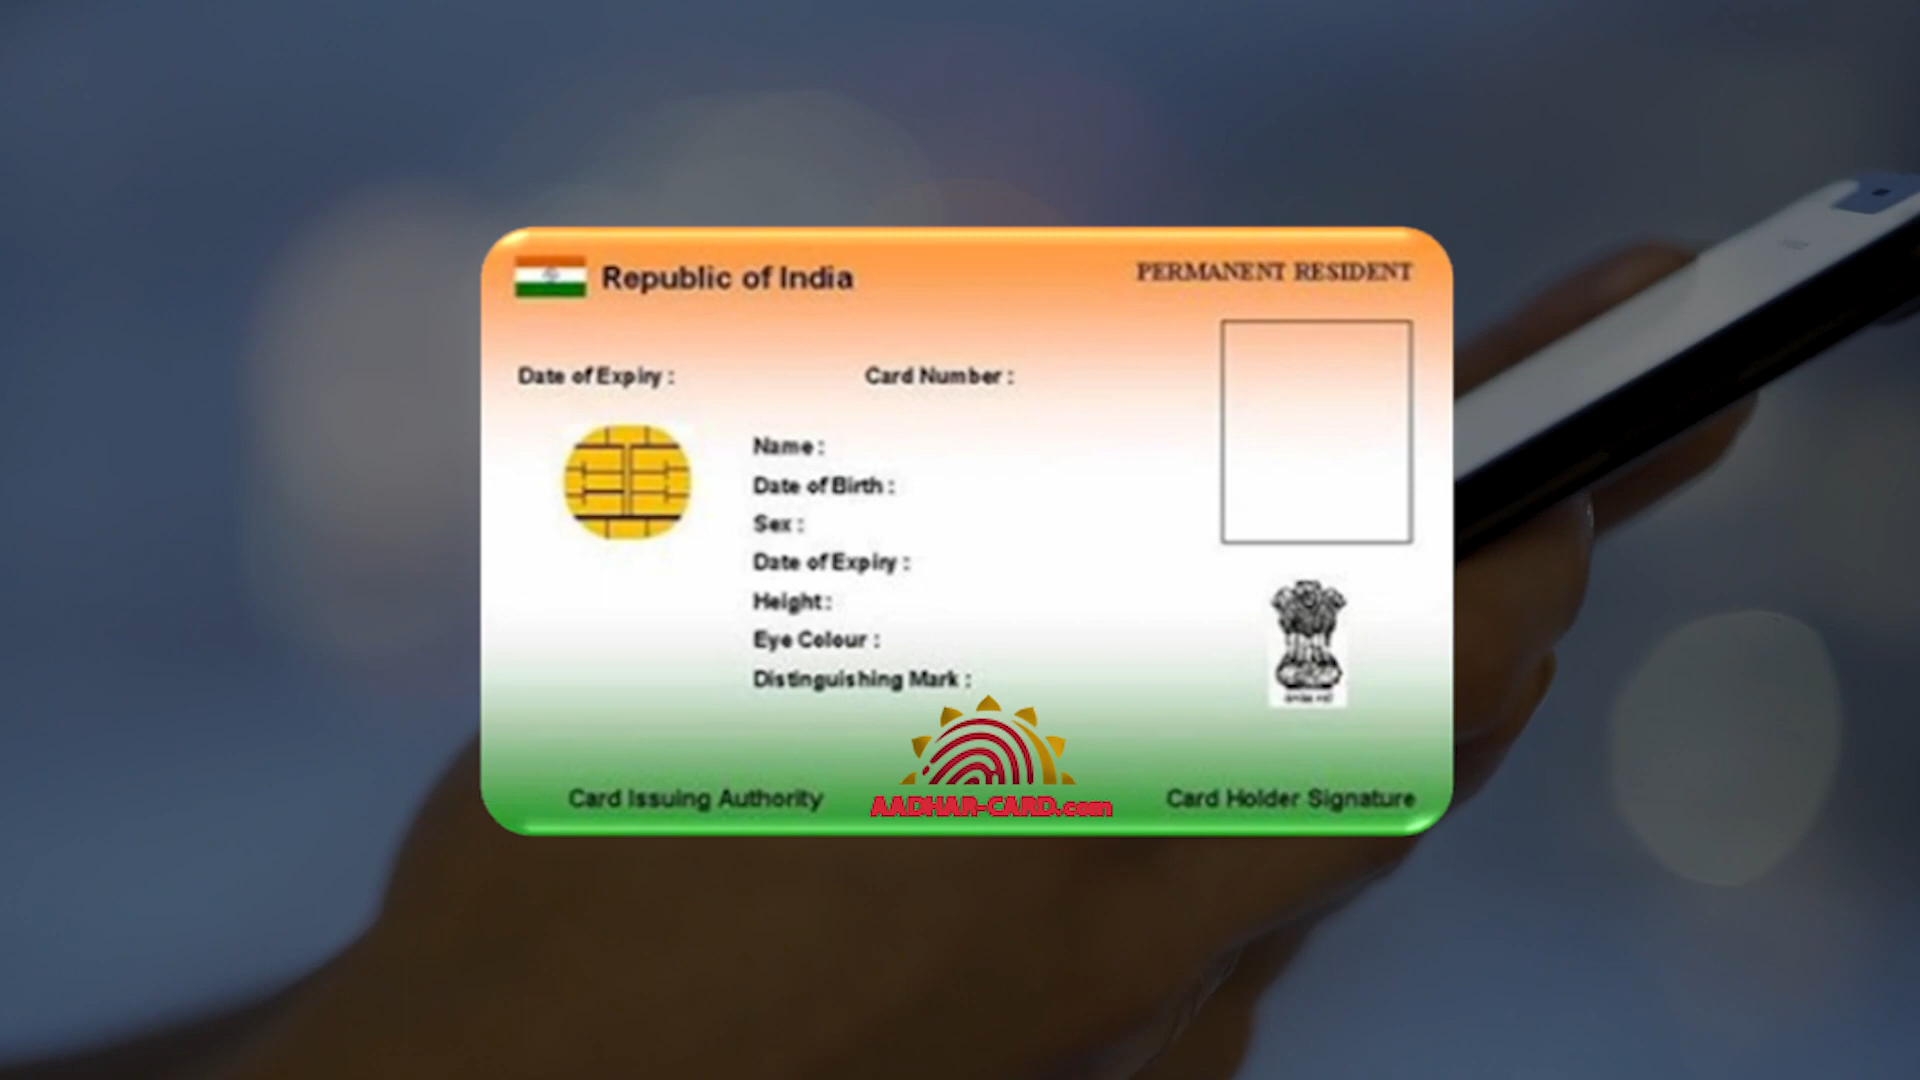 Republic of India
PERMANENT RESIDENT
Date of Expiry :
Card Number :
Name :
Date of Birth :
Sex :
Date of Expiry :
Height :
Eye Colour :
Distinguishing Mark :
Card Issuing Authority
AADHAR-CARD.com
Card Holder Signature